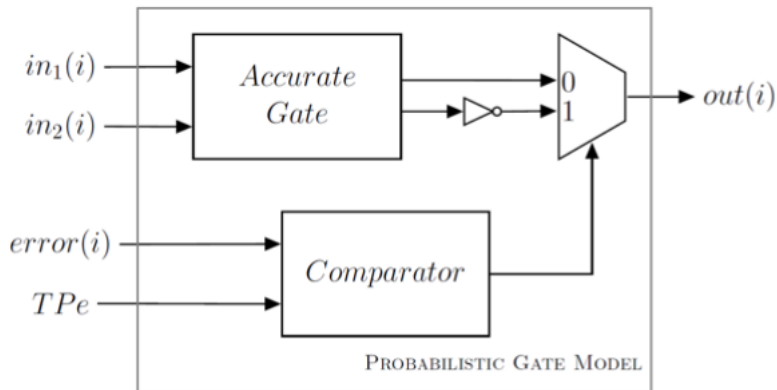 in₁(i)
in₂(i)
Accurate
Gate
0
1
out(i)
error(i)
TPe
Comparator
PROBABILISTIC GATE MODEL